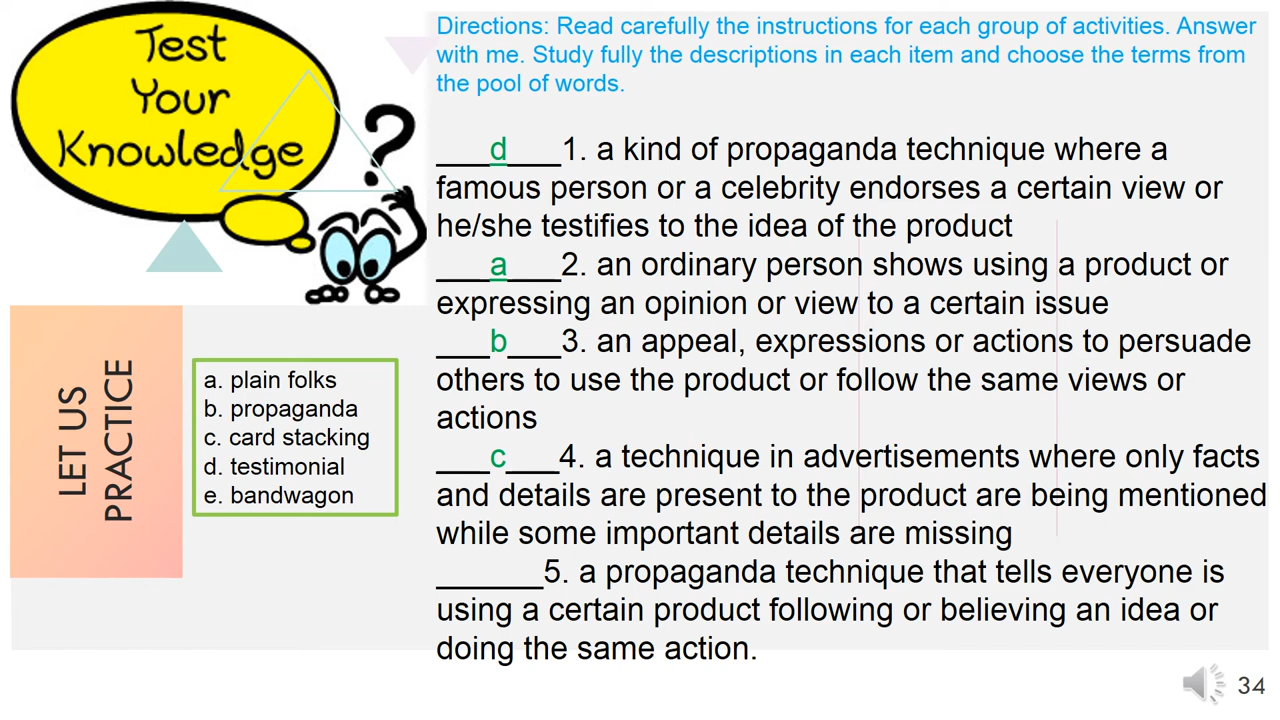 Test
Your
Knowledge
?
Directions: Read carefully the instructions for each group of activities. Answer
with me. Study fully the descriptions in each item and choose the terms from
the pool of words.
___d___1. a kind of propaganda technique where a
famous person or a celebrity endorses a certain view or
he/she testifies to the idea of the product
___a___2. an ordinary person shows using a product or
expressing an opinion or view to a certain issue
___b___3. an appeal, expressions or actions to persuade
others to use the product or follow the same views or
actions
___c___4. a technique in advertisements where only facts
and details are present to the product are being mentioned
while some important details are missing
______5. a propaganda technique that tells everyone is
using a certain product following or believing an idea or
doing the same action.
LET US
PRACTICE
a. plain folks
b. propaganda
c. card stacking
d. testimonial
e. bandwagon
34